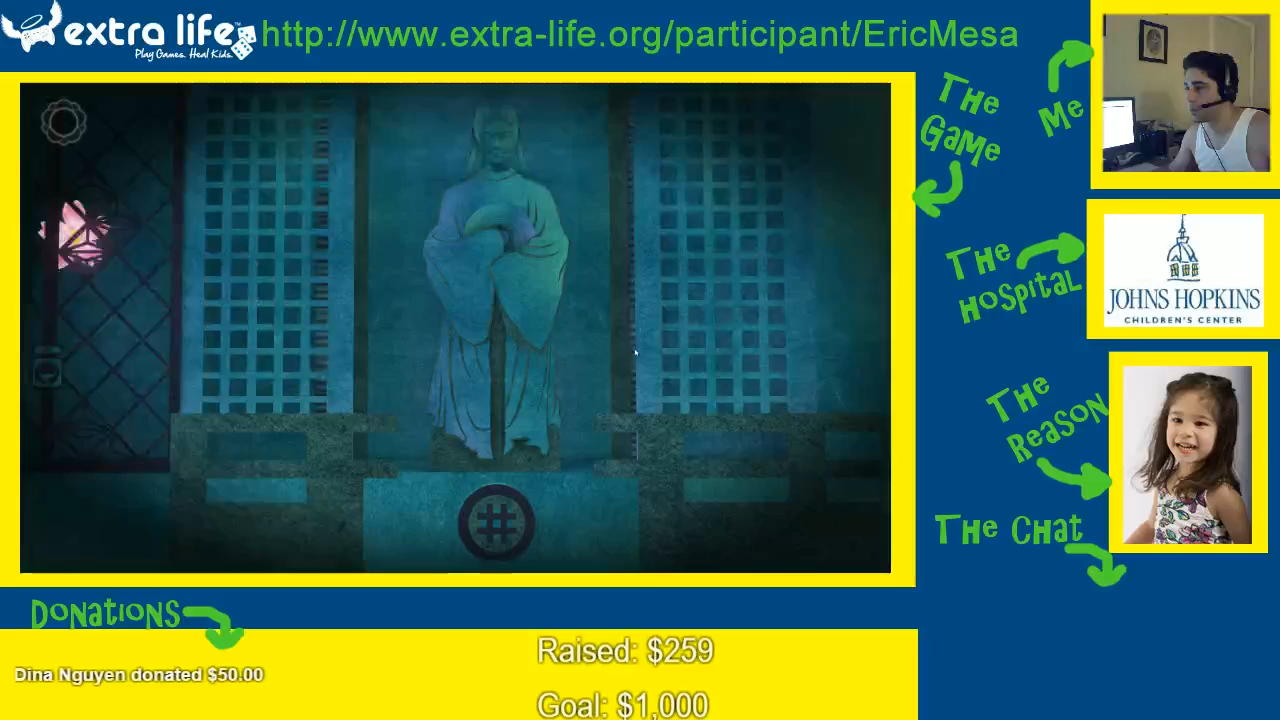 extra life
Play Games. Heal Kids.
http://www.extra-life.org/participant/EricMesa
The
Game
Me
The
Hospital
JOHNS HOPKINS
CHILDREN'S CENTER
The
Reason
The Chat
Donations
Dina Nguyen donated $50.00
Raised: $259
Goal: $1,000